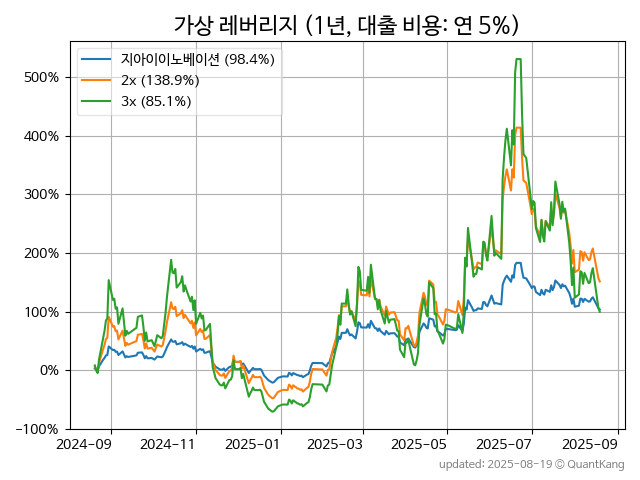 가상 레버리지 (1년, 대출 비용: 연 5%)
지아이이노베이션 (98.4%)
2x (138.9%)
3x (85.1%)
500%
400%
300%
200%
100%
0%
−100%
2024-09 2024-11 2025-01 2025-03 2025-05 2025-07 2025-09
updated: 2025-08-19 © QuantKang